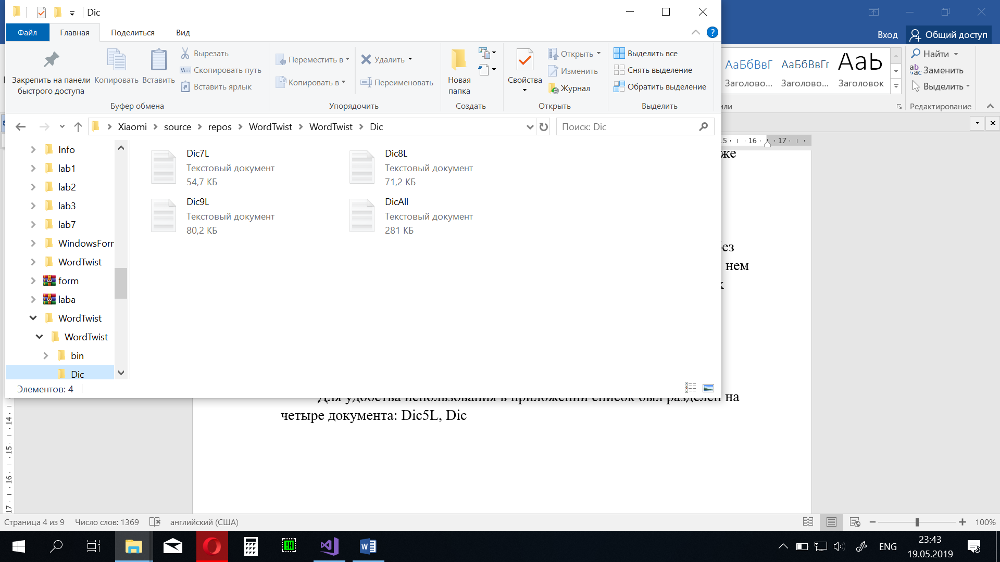 Dic
Файл
Главная
Поделиться
Вид
Вход
Общий доступ
Закрепить на панели
быстрого доступа
Копировать
Вставить
Вырезать
Скопировать путь
Вставить ярлык
Буфер обмена
Переместить в
Копировать в
Удалить
Переименовать
Упорядочить
Новая
папка
Создать
Свойства
Открыть
Изменить
Журнал
Открыть
Выделить все
Снять выделение
Обратить выделение
Выделить
АаБбВвГ
Заголово...
АаБбВвГг
Заголово...
АаЬ
Заголовок
Найти
Заменить
Выделить
Редактирование
Xiaomi
source
repos
WordTwist
WordTwist
Dic
Поиск: Dic
16
17
Info
lab1
lab2
lab3
lab7
WindowsForr
WordTwist
form
laba
WordTwist
WordTwist
bin
Dic
Dic7L
Текстовый документ
54,7 КБ
Dic8L
Текстовый документ
71,2 КБ
Dic9L
Текстовый документ
80,2 КБ
DicAll
Текстовый документ
281 КБ
Элементов: 4
же
нем
Для удобства использования в приложении список был разделен на
четыре документа: Dic5L, Dic
14
15
16
17
Страница 4 из 9
Число слов: 1369
английский (США)
100%
ENG
23:43
19.05.2019